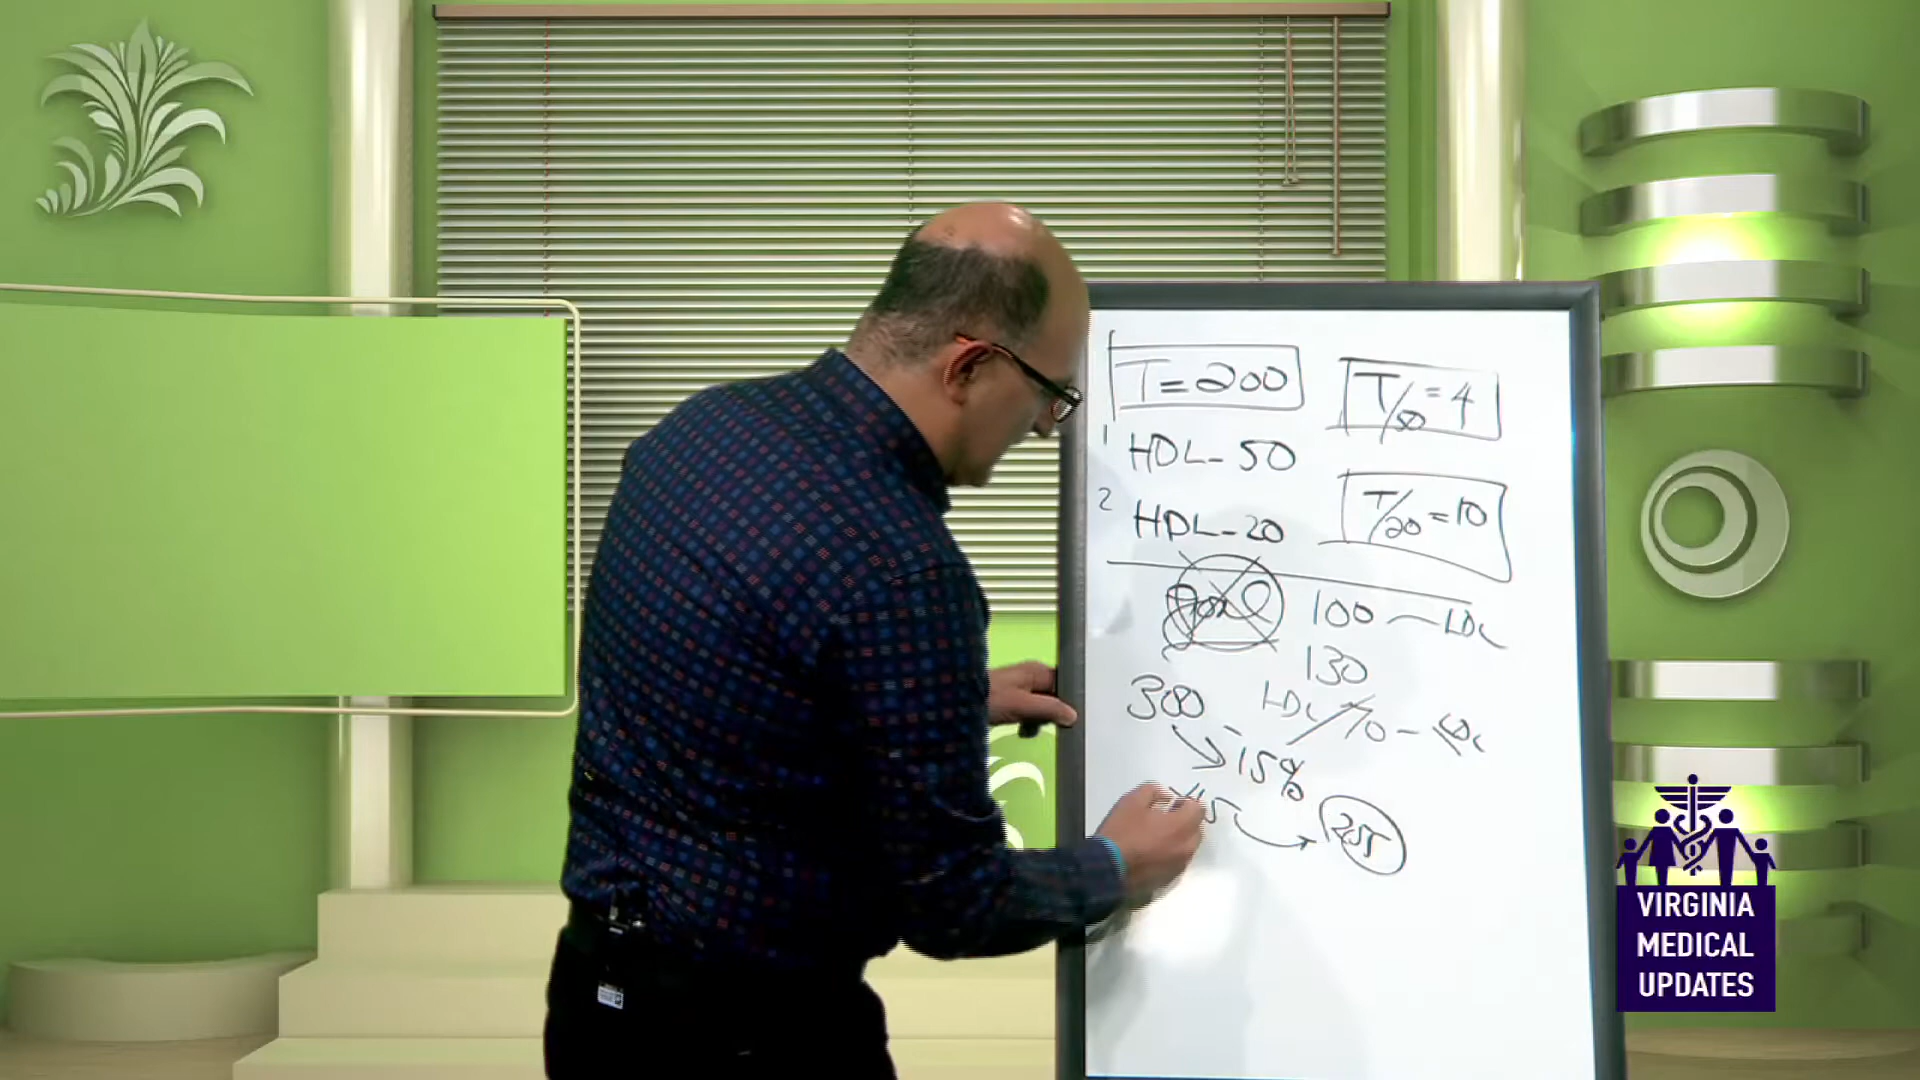 T=200
T/50=4
1 HDL-50
2 HDL-20
T/20=10
100 - LDL
130
300
LDL/70 - LDL
-15%
45
255
VIRGINIA
MEDICAL
UPDATES